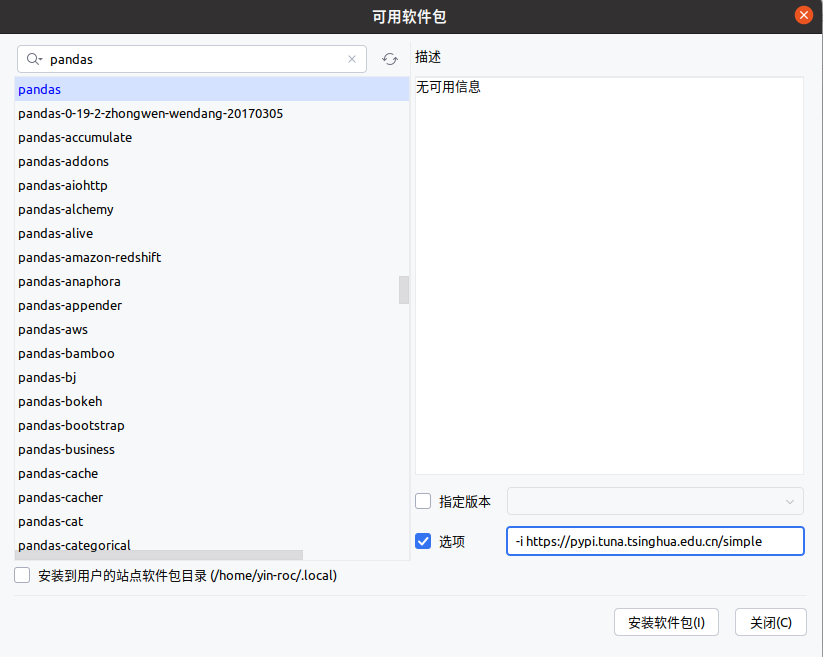 可用软件包
pandas
描述
pandas
无可用信息
pandas-0-19-2-zhongwen-wendang-20170305
pandas-accumulate
pandas-addons
pandas-aiohttp
pandas-alchemy
pandas-alive
pandas-amazon-redshift
pandas-anaphora
pandas-appender
pandas-aws
pandas-bamboo
pandas-bj
pandas-bokeh
pandas-bootstrap
pandas-business
pandas-cache
pandas-cacher
pandas-cat
pandas-categorical
指定版本
选项
-i https://pypi.tuna.tsinghua.edu.cn/simple
安装到用户的站点软件包目录 (/home/yin-roc/.local)
安装软件包(I)
关闭(C)